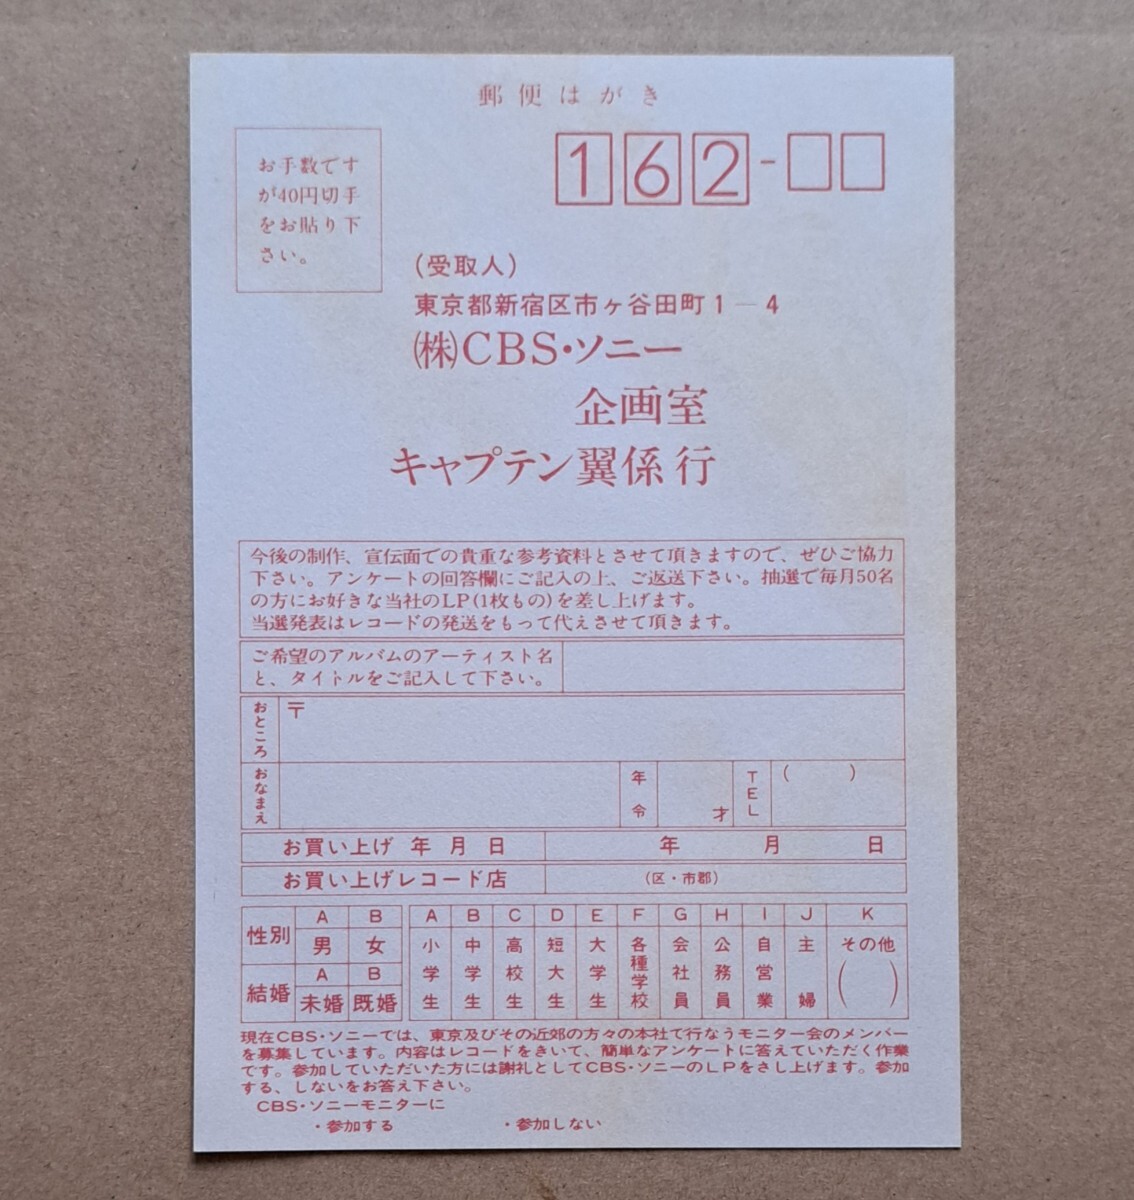 郵便はがき
お手数です
が40円切手
をお貼り下
さい。
162-
(受取人)
東京都新宿区市ヶ谷田町1―4
㈱CBS・ソニー
企画室
キャプテン翼係行
今後の制作、宣伝面での貴重な参考資料とさせて頂きますので、ぜひご協力
下さい。アンケートの回答欄にご記入の上、ご返送下さい。抽選で毎月50名
の方にお好きな当社のLP(1枚もの)を差し上げます。
当選発表はレコードの発送をもって代えさせて頂きます。
ご希望のアルバムのアーティスト名
と、タイトルをご記入して下さい。
おところ
〒
おなまえ
年令
才
TEL
( )
お買い上げ 年 月 日
年 月 日
お買い上げレコード店
(区・市郡)
性別
A 男
B 女
結婚
A 未婚
B 既婚
A 小学生
B 中学生
C 高校生
D 短大生
E 大学生
F 各種学校
G 会社員
H 公務員
I 自営業
J 主婦
K その他
( )
現在CBS・ソニーでは、東京及びその近郊の方々の本社で行なうモニター会のメンバー
を募集しています。内容はレコードをきいて、簡単なアンケートに答えていただく作業
です。参加していただいた方には謝礼としてCBS・ソニーのLPをさし上げます。参加
する、しないをお答え下さい。
CBS・ソニーモニターに
・参加する ・参加しない